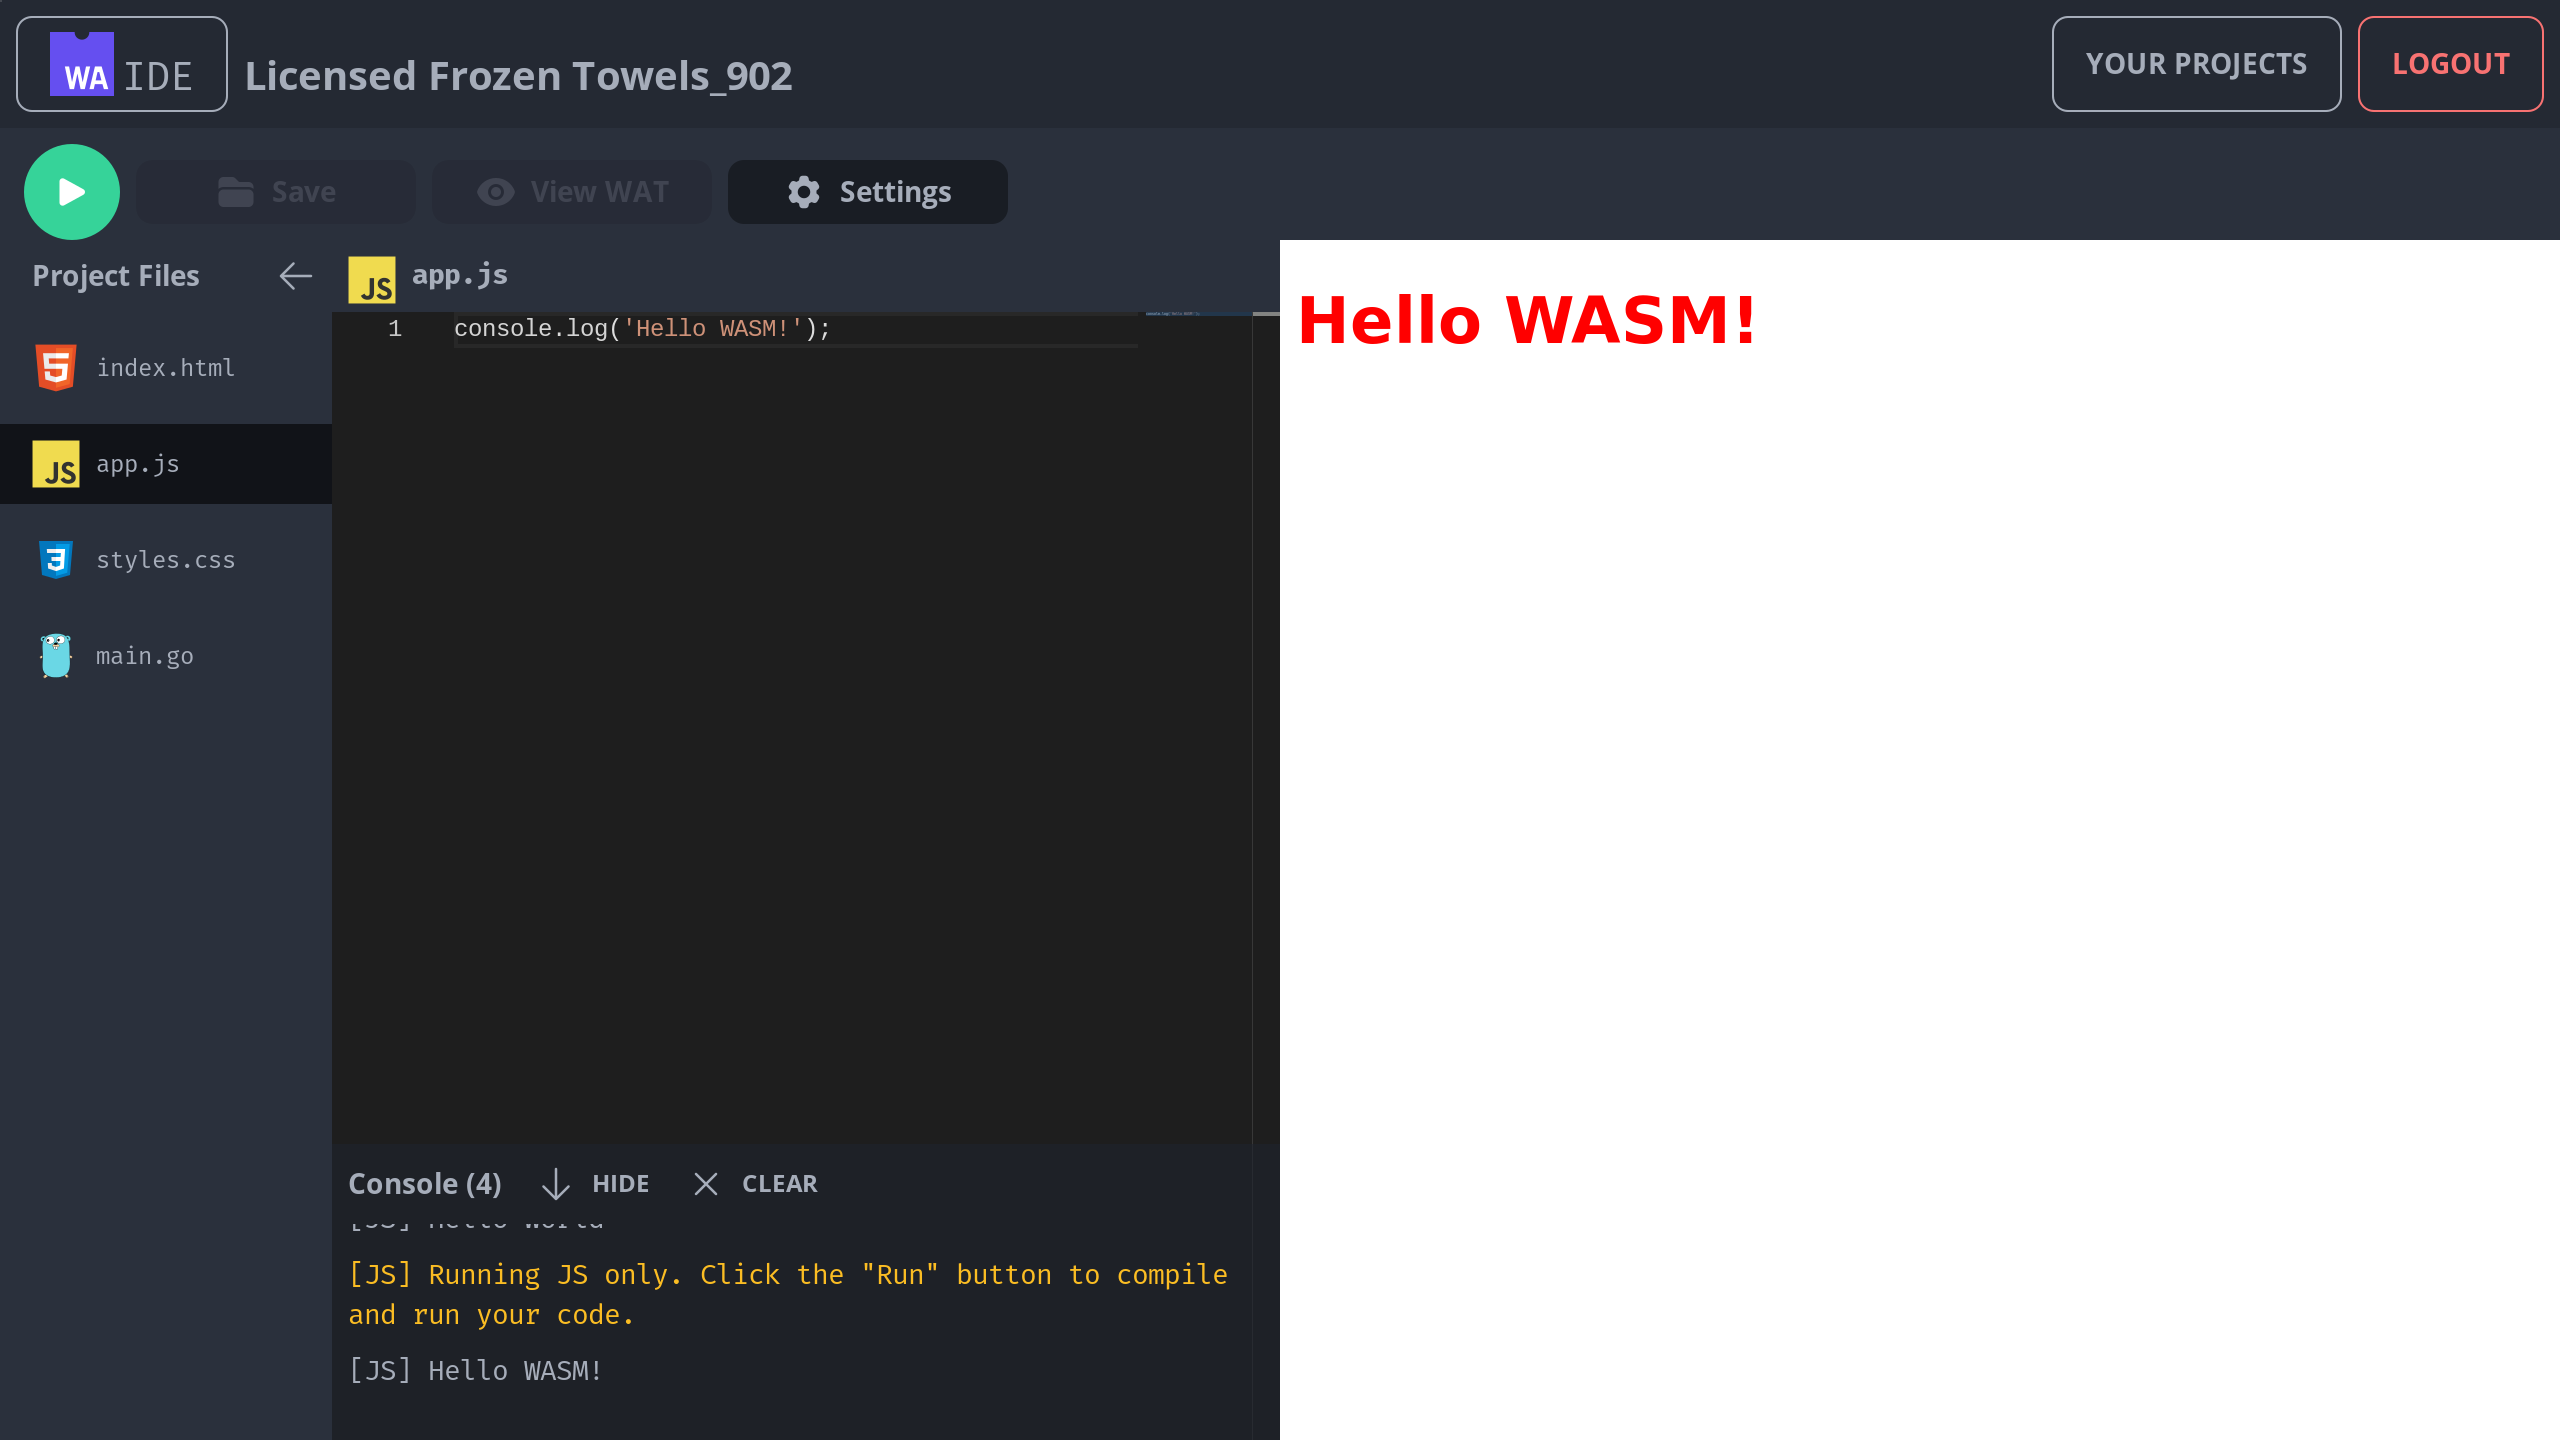 WA IDE
Licensed Frozen Towels_902
YOUR PROJECTS
LOGOUT
Save
View WAT
Settings
Project Files
index.html
app.js
styles.css
main.go
JS app.js
1 console.log('Hello WASM!');
Console (4)
HIDE
CLEAR
[JS] Running JS only. Click the "Run" button to compile
and run your code.
[JS] Hello WASM!
Hello WASM!